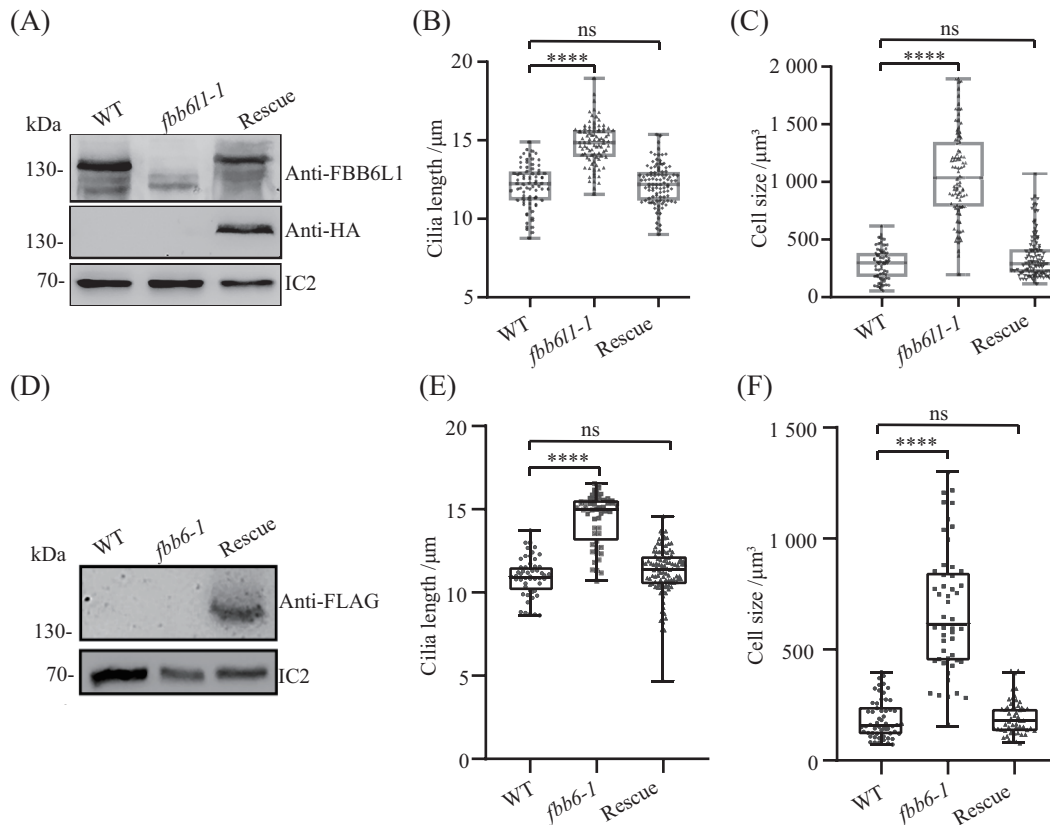 (A)
WT
fbb6l1-1
Rescue
kDa
130-
Anti-FBB6L1
130-
Anti-HA
70-
IC2
(B)
ns
****
20
15
10
5
Cilia length /μm
WT
fbb6l1-1
Rescue
(C)
ns
****
2 000
1 500
1 000
500
0
Cell size /μm³
WT
fbb6l1-1
Rescue
(D)
kDa
WT
fbb6-1
Rescue
Anti-FLAG
130-
70-
IC2
(E)
ns
****
20
15
10
15
0
Cilia length /μm
WT
fbb6-1
Rescue
(F)
ns
****
1 500
1 000
500
0
Cell size /μm³
WT
fbb6-1
Rescue